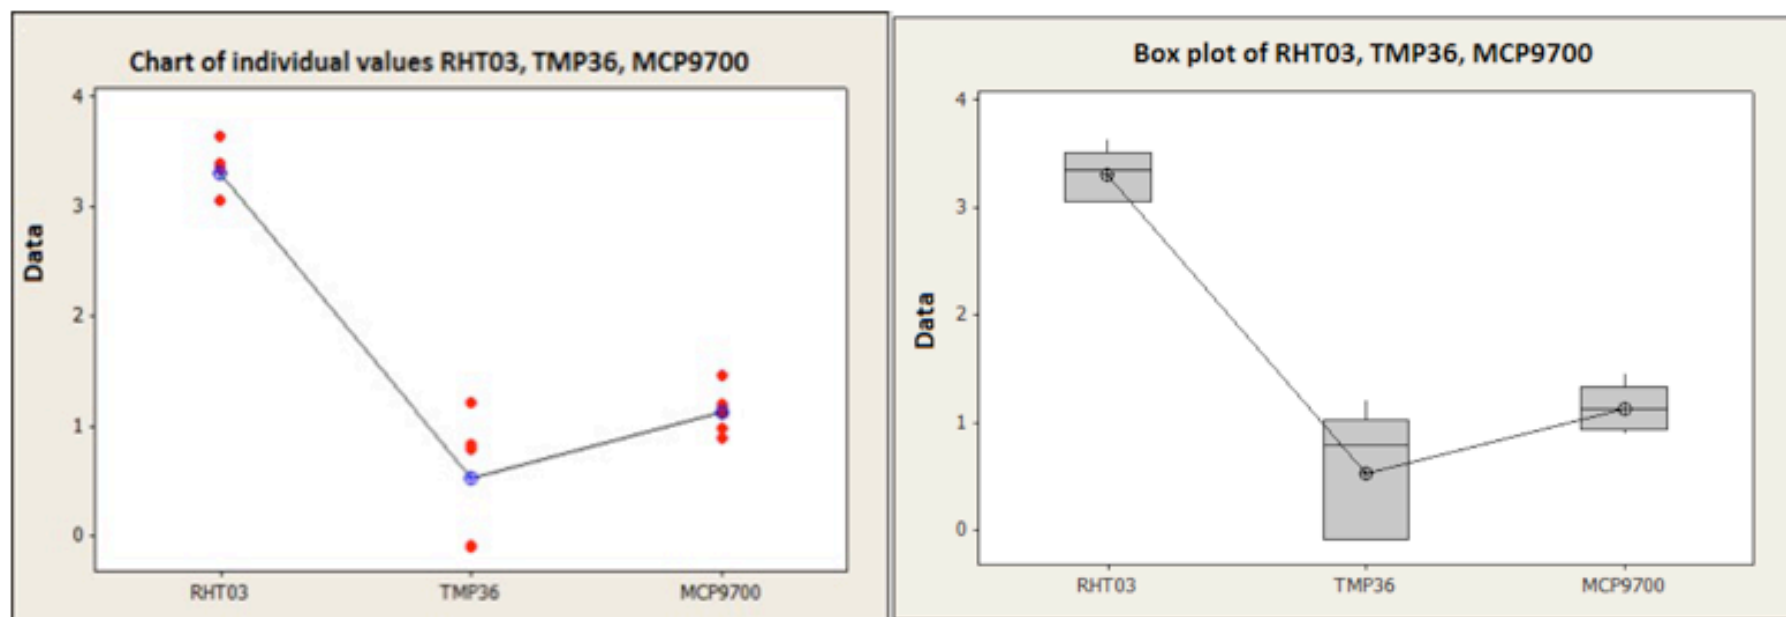 Chart of individual values RHT03, TMP36, MCP9700
4
3
2
1
0
Data
RHT03 TMP36 MCP9700
Box plot of RHT03, TMP36, MCP9700
4
3
2
1
0
Data
RHT03 TMP36 MCP9700